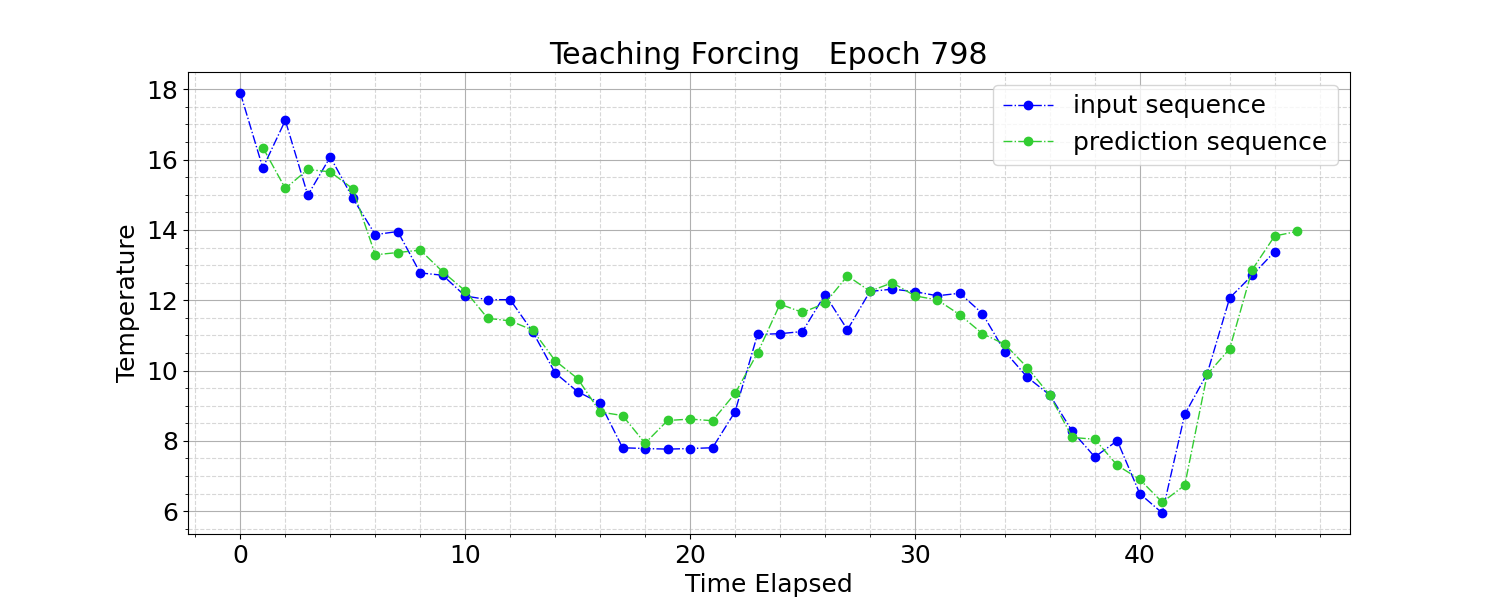 Teaching Forcing   Epoch 798
18
16
14
12
10
8
6
Temperature
input sequence
prediction sequence
0 10 20 30 40
Time Elapsed